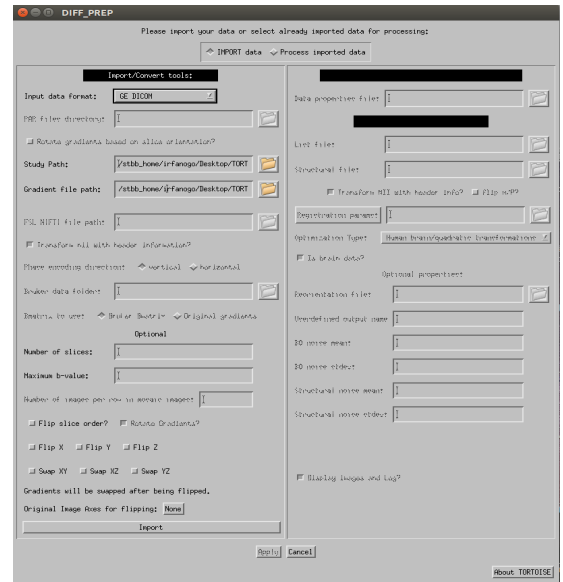 DIFF_PREP
Please import your data or select already imported data for processing:
IMPORT data
Process imported data
Import/Convert tools:
Input data format:
GE DICOM
PAR files directory:
Rotate gradients based on slice orientation?
Study Path:
/stbb_home/irfanogo/Desktop/TORT
Gradient file path:
/stbb_home/irfanogo/Desktop/TORT
FSL NIFTI file path:
Transform nii with header information?
Phase encoding direction:
vertical
horizontal
Bruker data folder:
Bmatrix to use:
Bruker Bmatrix
Original gradients
Optional
Number of slices:
Maximum b-value:
Number of images per row in mosaic images:
Flip slice order?
Rotate Gradients?
Flip X
Flip Y
Flip Z
Swap XY
Swap XZ
Swap YZ
Gradients will be swapped after being flipped.
Original Image Axes for flipping:
None
Import
Data properties file:
List file:
Structural file:
Transform NII with header info?
flip
Registration params:
Optimization Type:
Human brain/quadratic transformations
Is brain data?
Optional properties:
Reorientation file:
Userdefined output name
B0 noise mean:
B0 noise stdev:
Structural noise mean:
Structural noise stdev:
Display images and Log?
Apply
Cancel
About TORTOISE